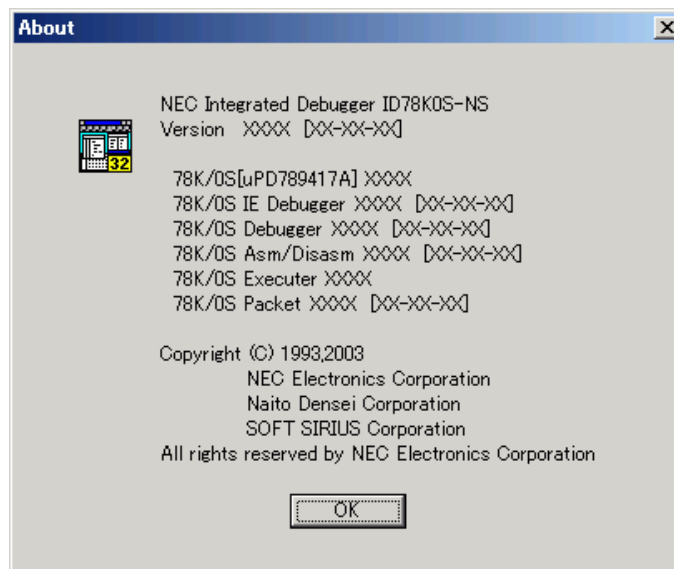 About
NEC Integrated Debugger ID78K0S-NS
Version XXXX [XX-XX-XX]
32
78K/0S[uPD789417A] XXXX
78K/0S IE Debugger XXXX [XX-XX-XX]
78K/0S Debugger XXXX [XX-XX-XX]
78K/0S Asm/Disasm XXXX [XX-XX-XX]
78K/0S Executer XXXX
78K/0S Packet XXXX [XX-XX-XX]
Copyright (C) 1993,2003
NEC Electronics Corporation
Naito Densei Corporation
SOFT SIRIUS Corporation
All rights reserved by NEC Electronics Corporation
OK